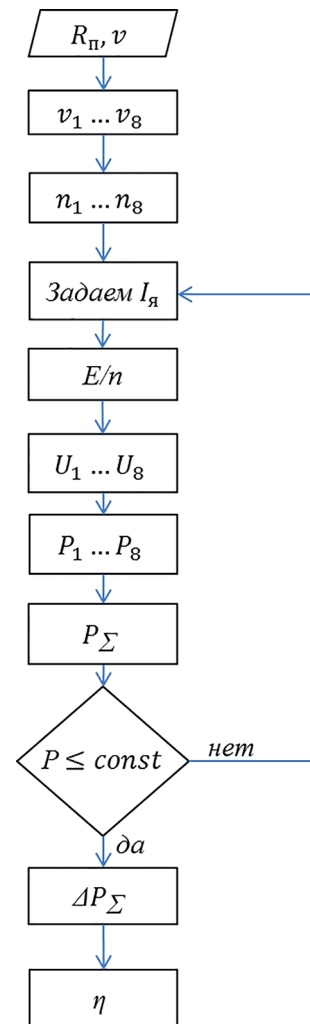 Rп, v
v1 ... v8
n1 ... n8
Задаем Iя
E/n
U1 ... U8
P1 ... P8
PΣ
P ≤ const
нет
да
ΔPΣ
η